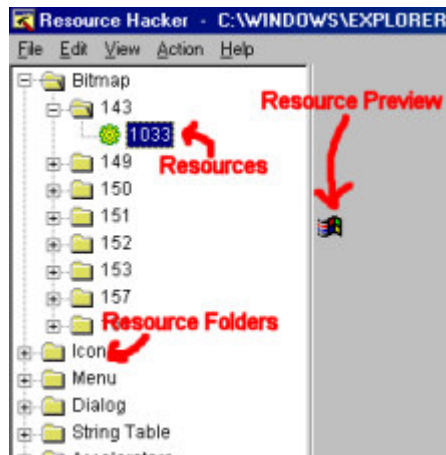 Resource Hacker - C:\WINDOWS\EXPLORER
File Edit View Action Help
Bitmap
143
Resource Preview
1033
Resources
149
150
151
152
153
157
Resource Folders
Icon
Menu
Dialog
String Table